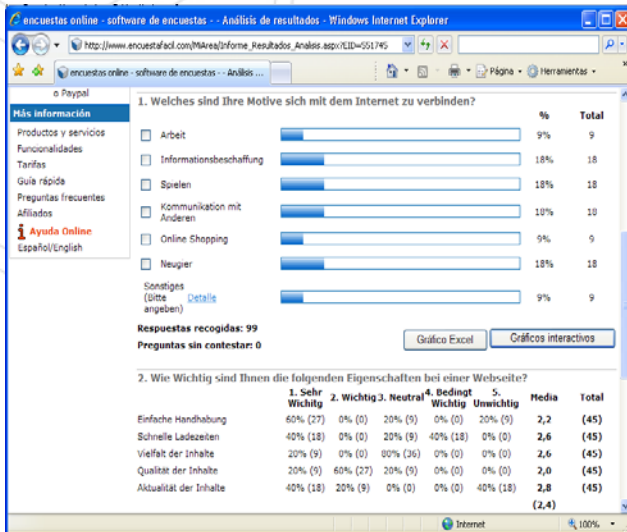 encuestas online - software de encuestas - - Análisis de resultados - Windows Internet Explorer
http://www.encuestafacil.com/MiArea/Informe_Resultados_Analisis.aspx?EID=551745
encuestas online - software de encuestas - - Análisis ...
Página
Herramientas
o Paypal
Más información
Productos y servicios
Funcionalidades
Tarifas
Guía rápida
Preguntas frecuentes
Afiliados
Ayuda Online
Español/English
1. Welches sind Ihre Motive sich mit dem Internet zu verbinden?
% Total
Arbeit 9% 9
Informationsbeschaffung 18% 18
Spielen 18% 18
Kommunikation mit
Anderen 18% 18
Online Shopping 9% 9
Neugier 18% 18
Sonstiges
(Bitte Detalle 9% 9
angeben)
Respuestas recogidas: 99
Preguntas sin contestar: 0
Gráfico Excel Gráficos interactivos
2. Wie Wichtig sind Ihnen die folgenden Eigenschaften bei einer Webseite?
1. Sehr 4. Bedingt 5.
Wichitg 2. Wichtig 3. Neutral Wichtig Unwichtig Media Total
Einfache Handhabung 60% (27) 0% (0) 20% (9) 0% (0) 20% (9) 2,2 (45)
Schnelle Ladezeiten 40% (18) 0% (0) 20% (9) 40% (18) 0% (0) 2,6 (45)
Vielfalt der Inhalte 20% (9) 0% (0) 80% (36) 0% (0) 0% (0) 2,6 (45)
Qualität der Inhalte 20% (9) 60% (27) 20% (9) 0% (0) 0% (0) 2,0 (45)
Aktualität der Inhalte 40% (18) 20% (9) 0% (0) 0% (0) 40% (18) 2,8 (45)
(2,4)
Internet 100%